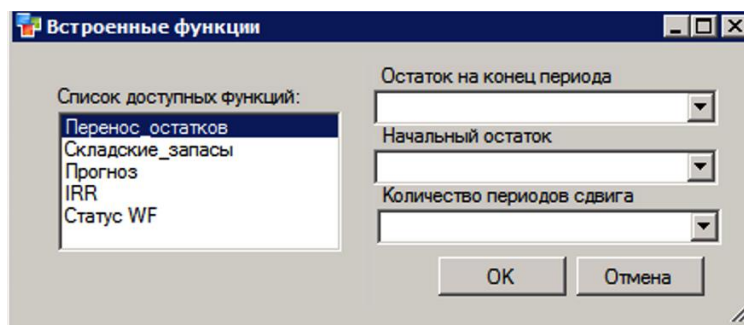 Встроенные функции
Список доступных функций:
Перенос_остатков
Складские_запасы
Прогноз
IRR
Статус WF
Остаток на конец периода
Начальный остаток
Количество периодов сдвига
OK
Отмена